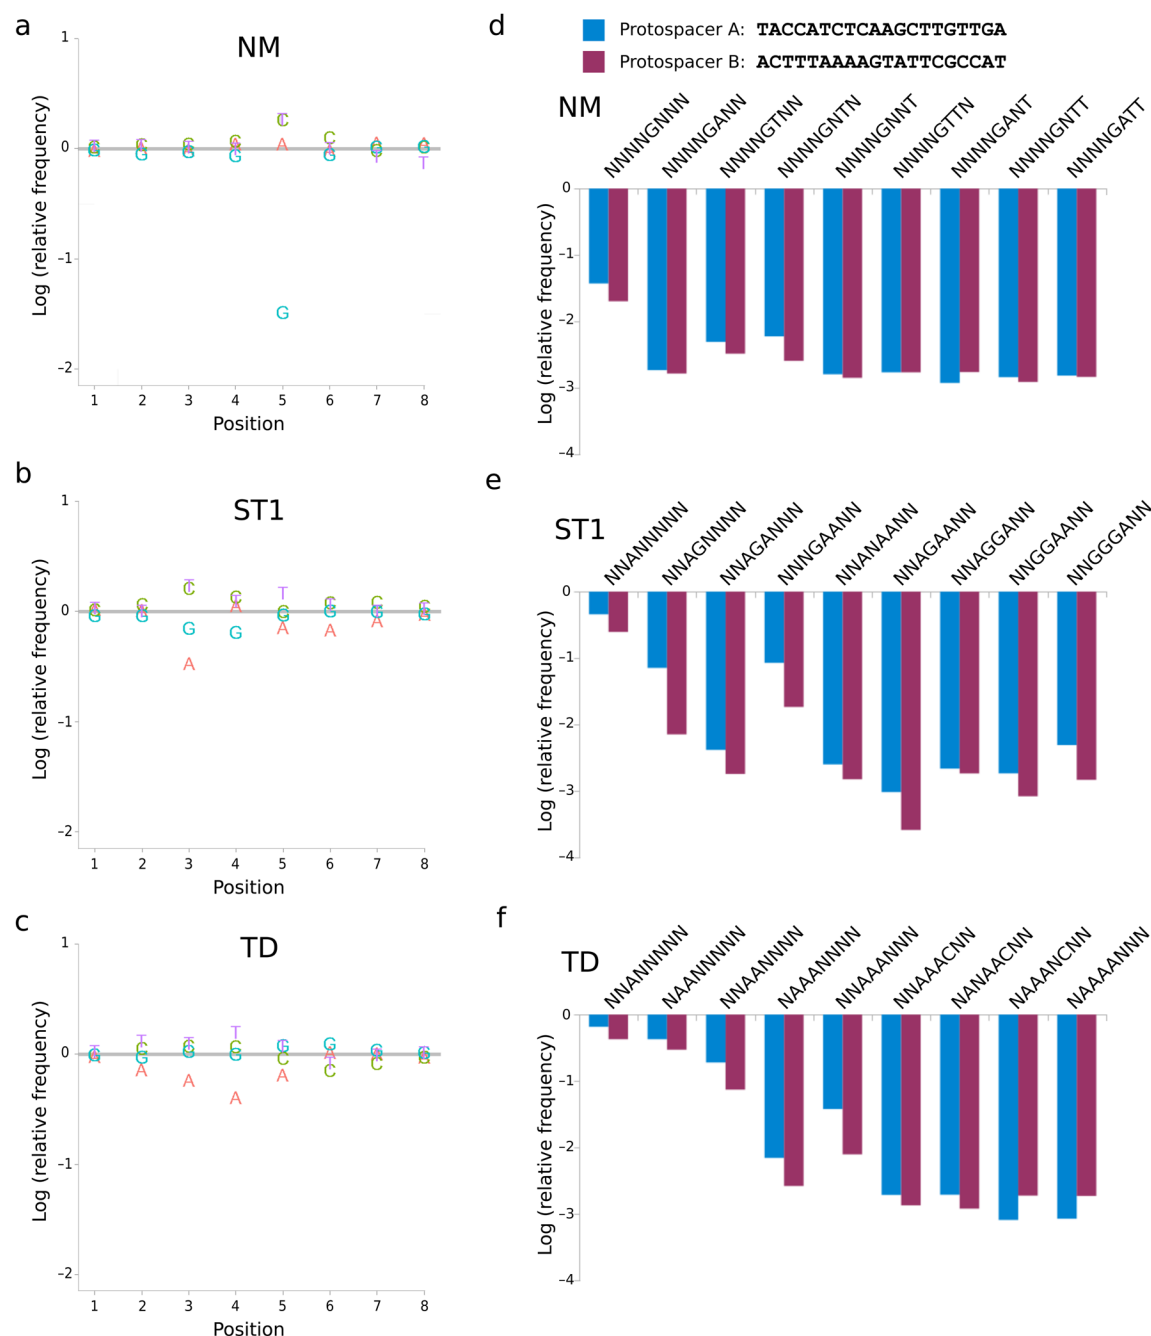 a
NM
1
0
–1
–2
Log (relative frequency)
1 2 3 4 5 6 7 8
Position
T C A G
b
ST1
1
0
–1
–2
Log (relative frequency)
1 2 3 4 5 6 7 8
Position
T C A G
c
TD
1
0
–1
–2
Log (relative frequency)
1 2 3 4 5 6 7 8
Position
T C A G
d
Protospacer A: TACCATCTCAAGCTTGTTGA
Protospacer B: ACTTTAAAAGTATTCGCCAT
NM
NNNNGNNN
NNNNGANN
NNNNGTNN
NNNNGNTN
NNNNGNNT
NNNNGTTN
NNNNGANT
NNNNGNTT
NNNNGATT
0
–1
–2
–3
–4
Log (relative frequency)
e
ST1
NNANNNNN
NNAGNNNN
NNAGANNN
NNNGAANN
NNANAANN
NNAGAANN
NNAGGANN
NNGGAANN
NNGGGANN
0
–1
–2
–3
–4
Log (relative frequency)
f
TD
NNANNNNN
NAANNNNN
NNAANNNN
NAAANNNN
NNAAANNN
NNAAACNN
NANAACNN
NAAANCNN
NAAAANNN
0
–1
–2
–3
–4
Log (relative frequency)